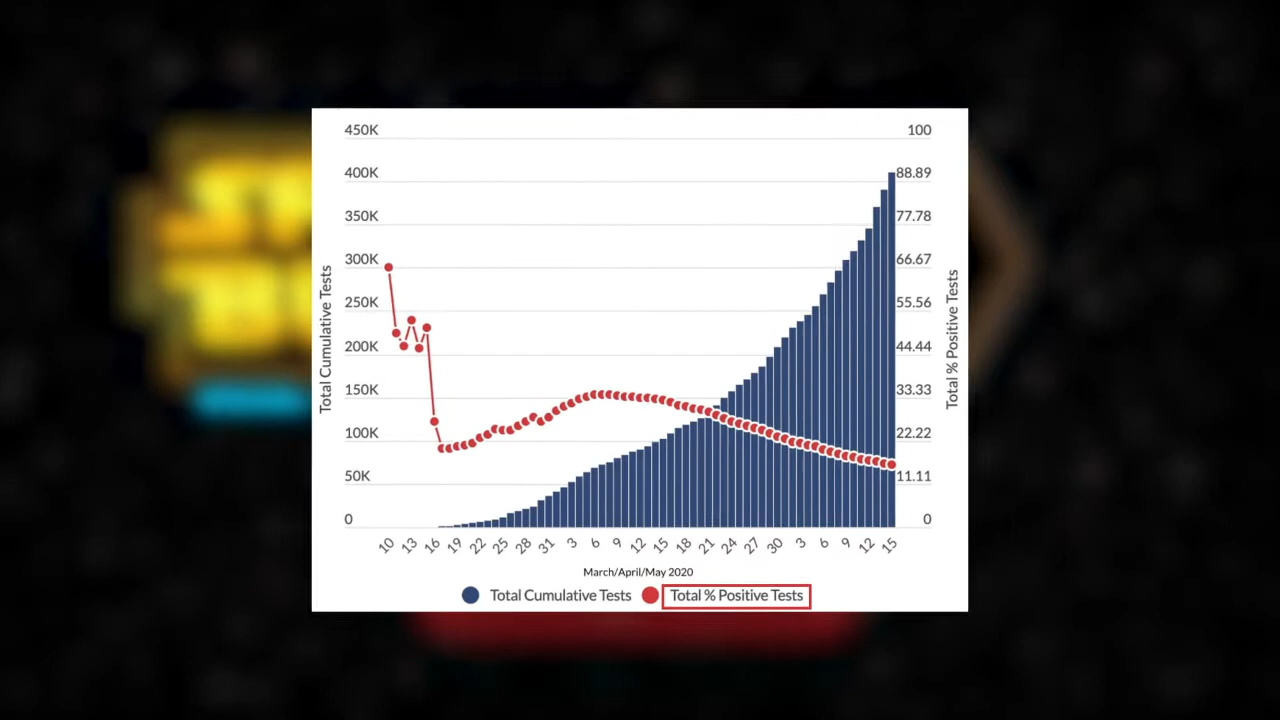 450K
400K
350K
300K
250K
200K
150K
100K
50K
0
Total Cumulative Tests
100
88.89
77.78
66.67
55.56
44.44
33.33
22.22
11.11
0
Total % Positive Tests
10 13 16 19 22 25 28 31 3 6 9 12 15 18 21 24 27 30 3 6 9 12 15
March/April/May 2020
Total Cumulative Tests Total % Positive Tests